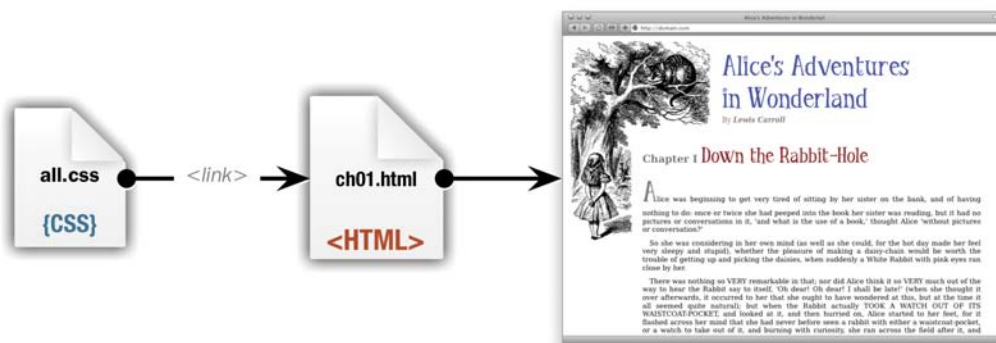 Alice's Adventures in Wonderland
http://domain.com
all.css
{CSS}
<link>
ch01.html
<HTML>
Alice's Adventures
in Wonderland
By Lewis Carroll
Chapter I Down the Rabbit-Hole
Alice was beginning to get very tired of sitting by her sister on the bank, and of having
nothing to do: once or twice she had peeped into the book her sister was reading, but it had no
pictures or conversations in it, 'and what is the use of a book,' thought Alice 'without pictures
or conversation?'
So she was considering in her own mind (as well as she could, for the hot day made her feel
very sleepy and stupid), whether the pleasure of making a daisy-chain would be worth the
trouble of getting up and picking the daisies, when suddenly a White Rabbit with pink eyes ran
close by her.
There was nothing so VERY remarkable in that; nor did Alice think it so VERY much out of the
way to hear the Rabbit say to itself, 'Oh dear! Oh dear! I shall be late!' (when she thought it
over afterwards, it occurred to her that she ought to have wondered at this, but at the time it
all seemed quite natural); but when the Rabbit actually TOOK A WATCH OUT OF ITS
WAISTCOAT-POCKET, and looked at it, and then hurried on, Alice started to her feet, for it
flashed across her mind that she had never before seen a rabbit with either a waistcoat-pocket,
or a watch to take out of it, and burning with curiosity, she ran across the field after it, and